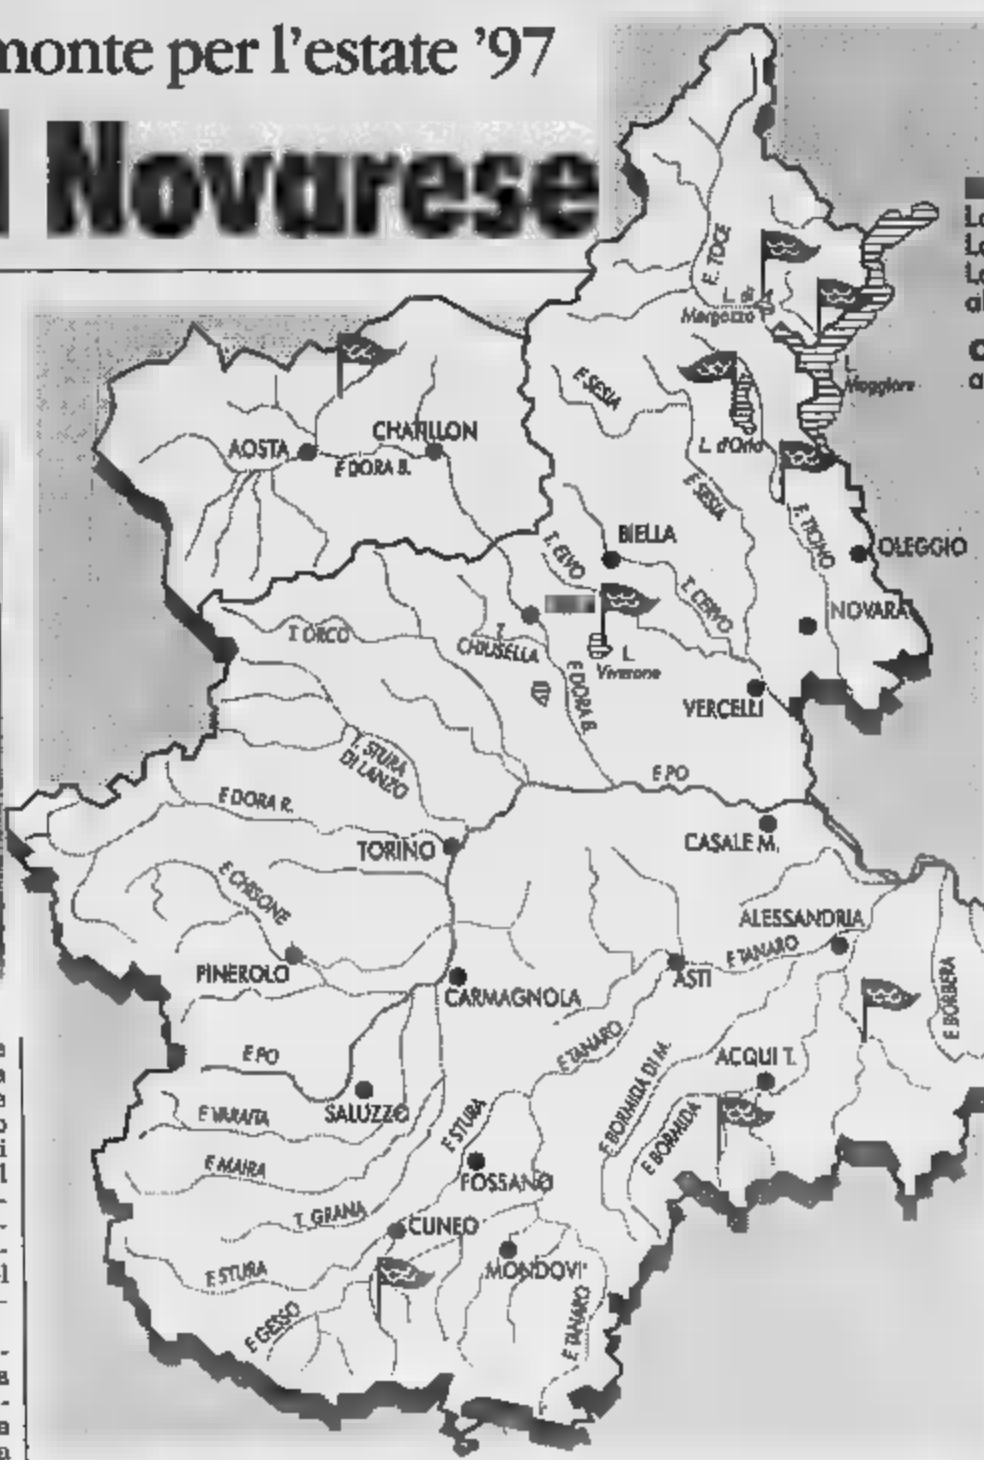 monte per l'estate '97
Novarese
F. TOCE
L. di
Mergozzo
L.
Maggiore
F. SESIA
L. d'Orta
AOSTA
CHATILLON
F. DORA B.
F. SESIA
F. TICINO
BIELLA
OLEGGIO
T. ELVO
T. CERVO
NOVARA
T. ORCO
T.
CHIUSELLA
L.
Viverone
F. DORA B.
VERCELLI
T. STURA
DI LANZO
F. PO
F. DORA R.
CASALE M.
TORINO
F. CHISONE
ALESSANDRIA
F. TANARO
PINEROLO
ASTI
CARMAGNOLA
F. BORBERA
F. TANARO
F. PO
ACQUI T.
SALUZZO
F. VARAITA
F. STURA
F. BORMIDA DI M.
F. BORMIDA
F. MAIRA
FOSSANO
T. GRANA
CUNEO
F. STURA
MONDOVI'
F. GESSO
F. TANARO